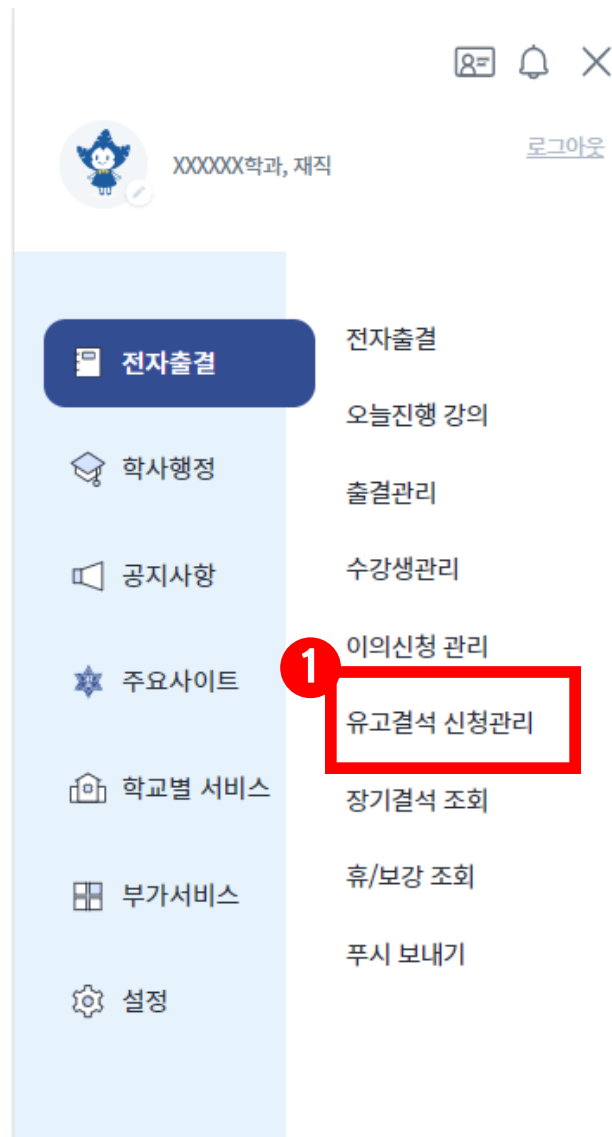 로그아웃
XXXXXX학과, 재직
전자출결
학사행정
공지사항
주요사이트
학교별 서비스
부가서비스
설정
전자출결
오늘진행 강의
출결관리
수강생관리
이의신청 관리
1
유고결석 신청관리
장기결석 조회
휴/보강 조회
푸시 보내기